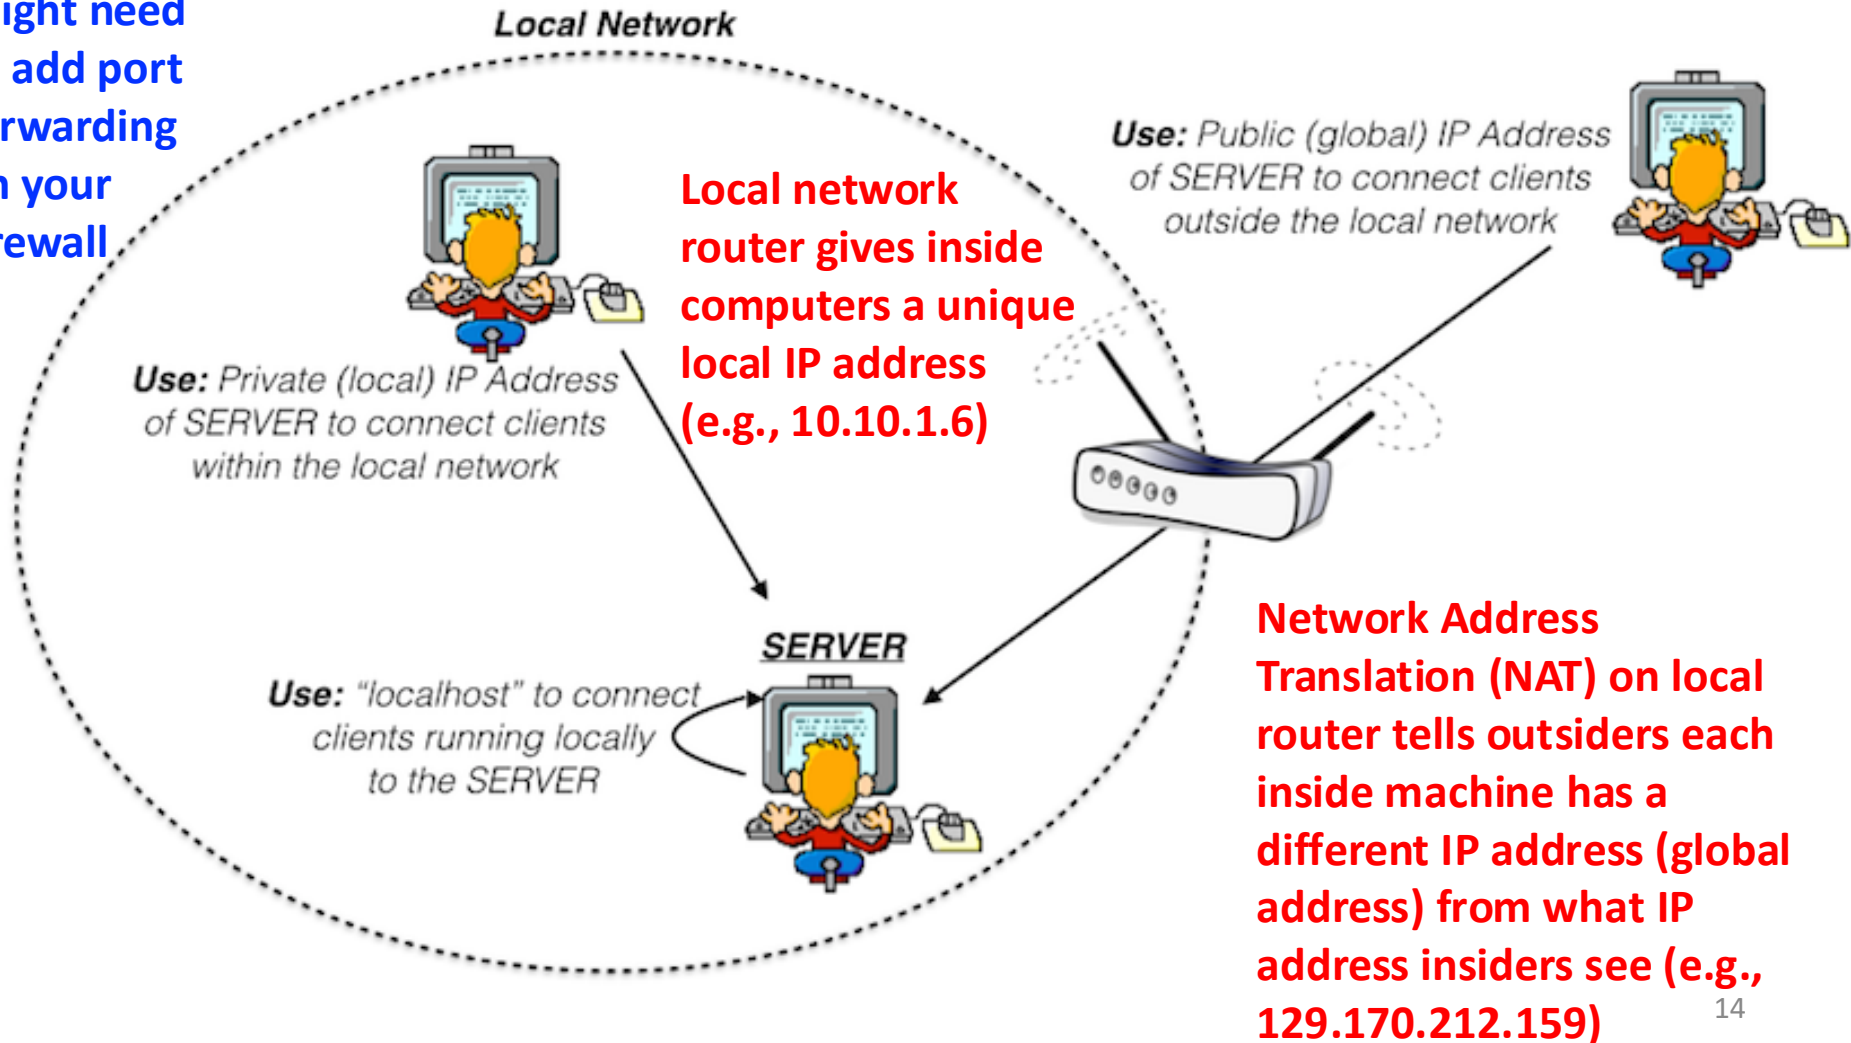 ight need
add port
rwarding
your
rewall
Local Network
Use: Public (global) IP Address
of SERVER to connect clients
outside the local network
Local network
router gives inside
computers a unique
local IP address
(e.g., 10.10.1.6)
Use: Private (local) IP Address
of SERVER to connect clients
within the local network
SERVER
Use: “localhost” to connect
clients running locally
to the SERVER
Network Address
Translation (NAT) on local
router tells outsiders each
inside machine has a
different IP address (global
address) from what IP
address insiders see (e.g.,
129.170.212.159)
14